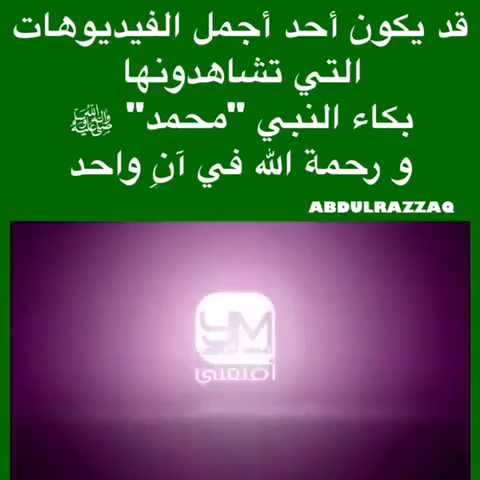 قد يكون أحد أجمل الفيديوهات
التي تشاهدونها
بكاء النبي "محمد" ﷺ
و رحمة الله في آنٍ واحد
ABDULRAZZAQ
YM